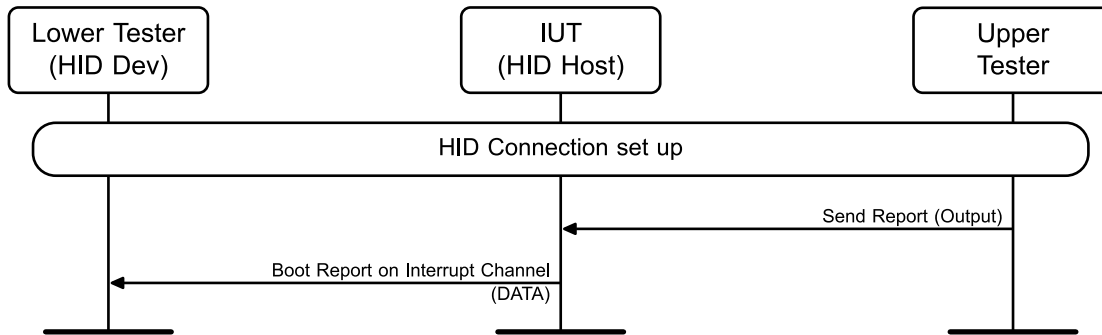 Lower Tester
(HID Dev)
IUT
(HID Host)
Upper
Tester
HID Connection set up
Send Report (Output)
Boot Report on Interrupt Channel
(DATA)